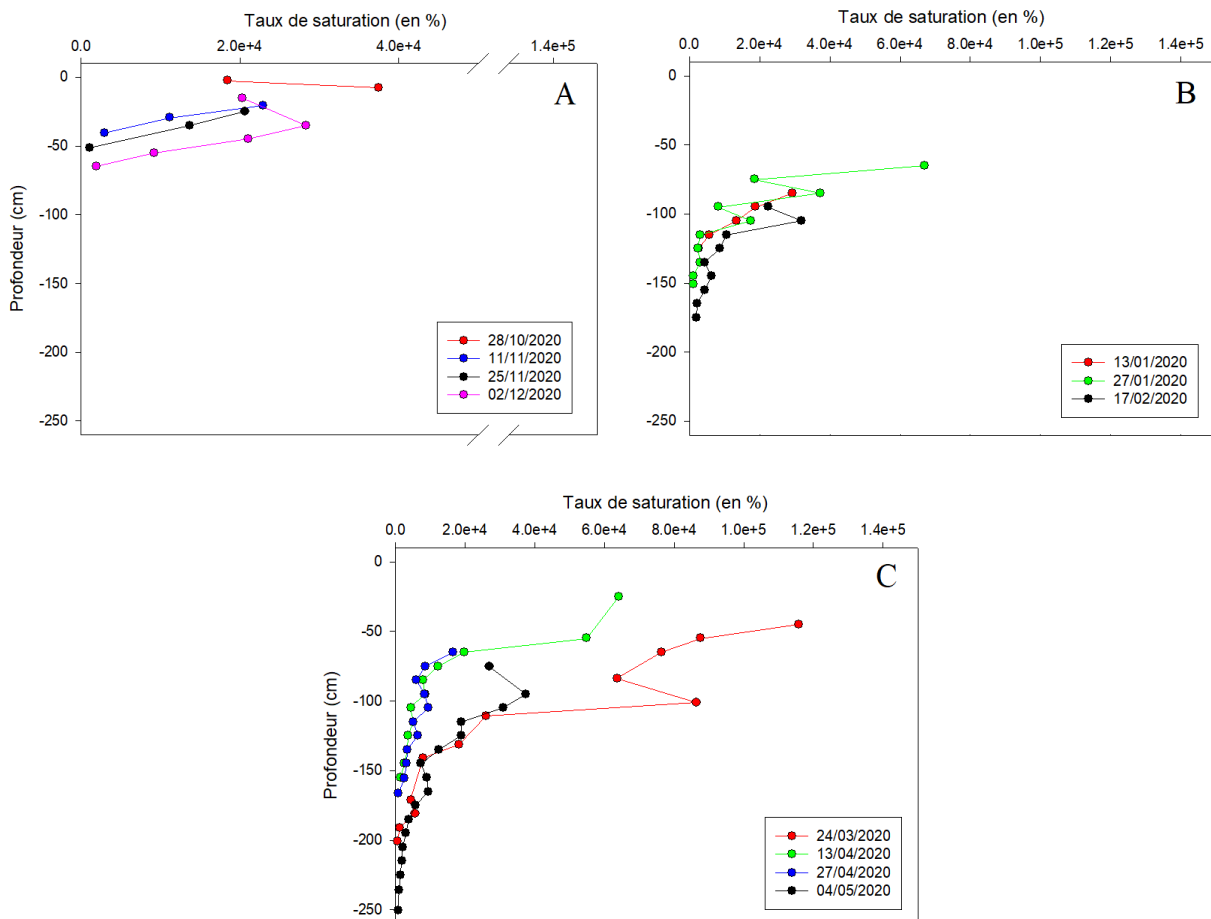 Taux de saturation (en %)
0.0 2.0e+4 4.0e+4 1.4e+5
A
Profondeur (cm)
0
-50
-100
-150
-200
-250
28/10/2020
11/11/2020
25/11/2020
02/12/2020
Taux de saturation (en %)
0.0 2.0e+4 4.0e+4 6.0e+4 8.0e+4 1.0e+5 1.2e+5 1.4e+5
B
0
-50
-100
-150
-200
-250
13/01/2020
27/01/2020
17/02/2020
Taux de saturation (en %)
0.0 2.0e+4 4.0e+4 6.0e+4 8.0e+4 1.0e+5 1.2e+5 1.4e+5
C
Profondeur (cm)
0
-50
-100
-150
-200
-250
24/03/2020
13/04/2020
27/04/2020
04/05/2020